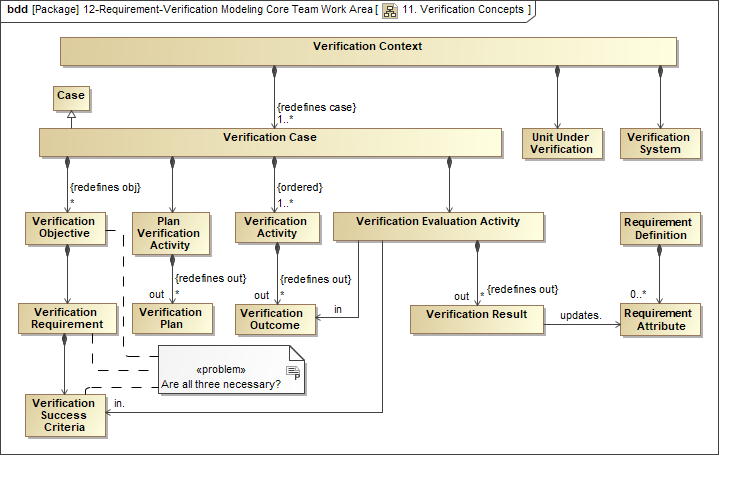 bdd [Package] 12-Requirement-Verification Modeling Core Team Work Area [ 11. Verification Concepts ]
Verification Context
Case
{redefines case}
1..*
Verification Case
Unit Under
Verification
Verification
System
{redefines obj}
*
{ordered}
1..*
Verification
Objective
Plan
Verification
Activity
Verification
Activity
Verification Evaluation Activity
Requirement
Definition
{redefines out}
out *
{redefines out}
out *
{redefines out}
out *
0..*
in
Verification
Requirement
Verification
Plan
Verification
Outcome
Verification Result
updates.
Requirement
Attribute
«problem»
Are all three necessary?
P
Verification
Success
Criteria
in.